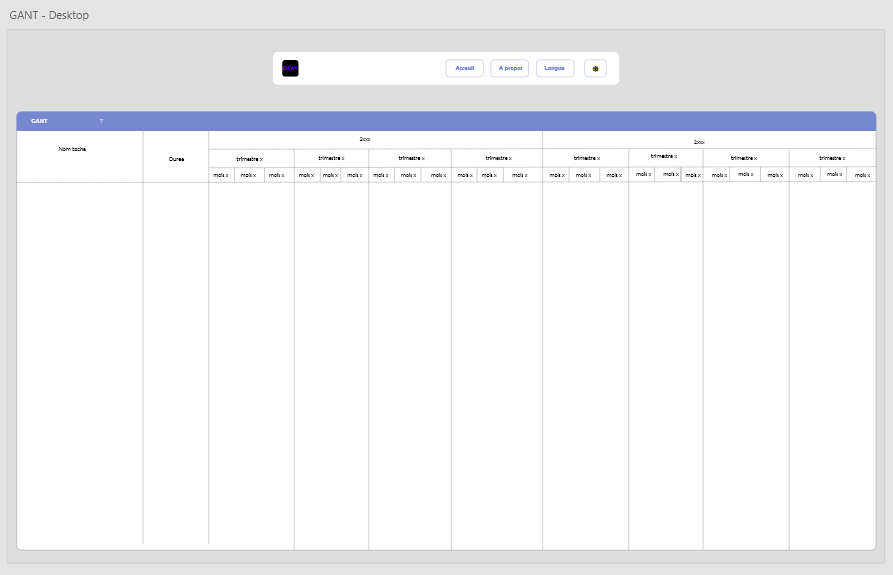 GANT - Desktop
Acceuil A propos Langue
GANT
Nom tache Duree 2xxx 2xxx
trimestre x trimestre x trimestre x trimestre x trimestre x trimestre x trimestre x trimestre x
mois x mois x mois x mois x mois x mois x mois x mois x mois x mois x mois x mois x mois x mois x mois x mois x mois x mois x mois x mois x mois x mois x mois x mois x